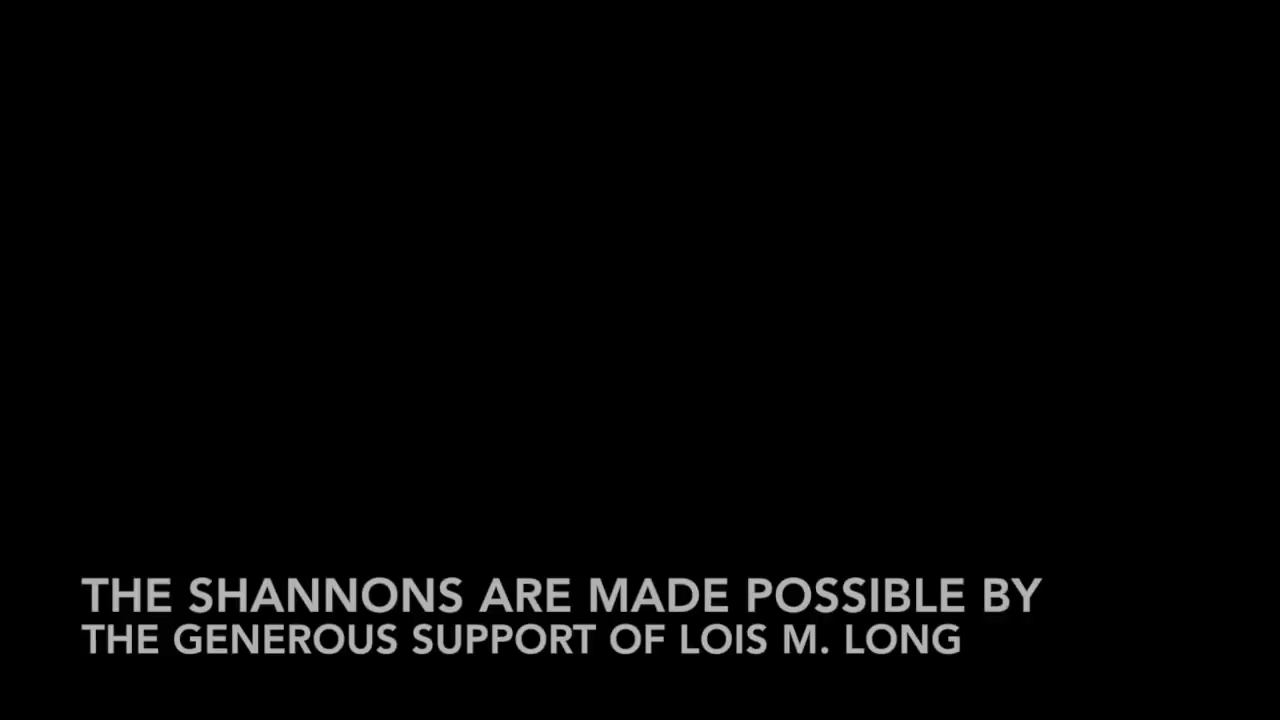 THE SHANNONS ARE MADE POSSIBLE BY
THE GENEROUS SUPPORT OF LOIS M. LONG